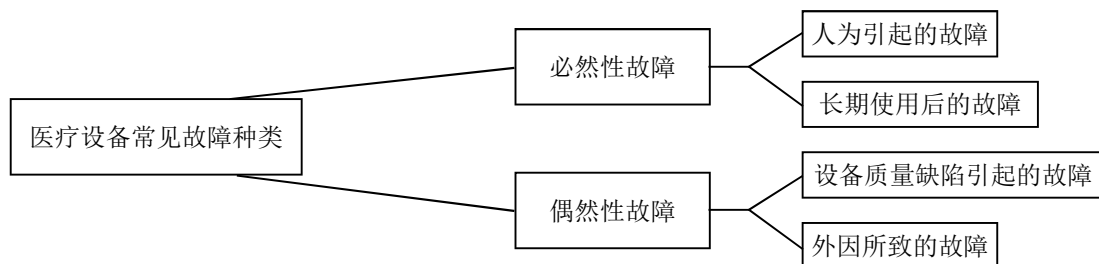 医疗设备常见故障种类
必然性故障
人为引起的故障
长期使用后的故障
偶然性故障
设备质量缺陷引起的故障
外因所致的故障